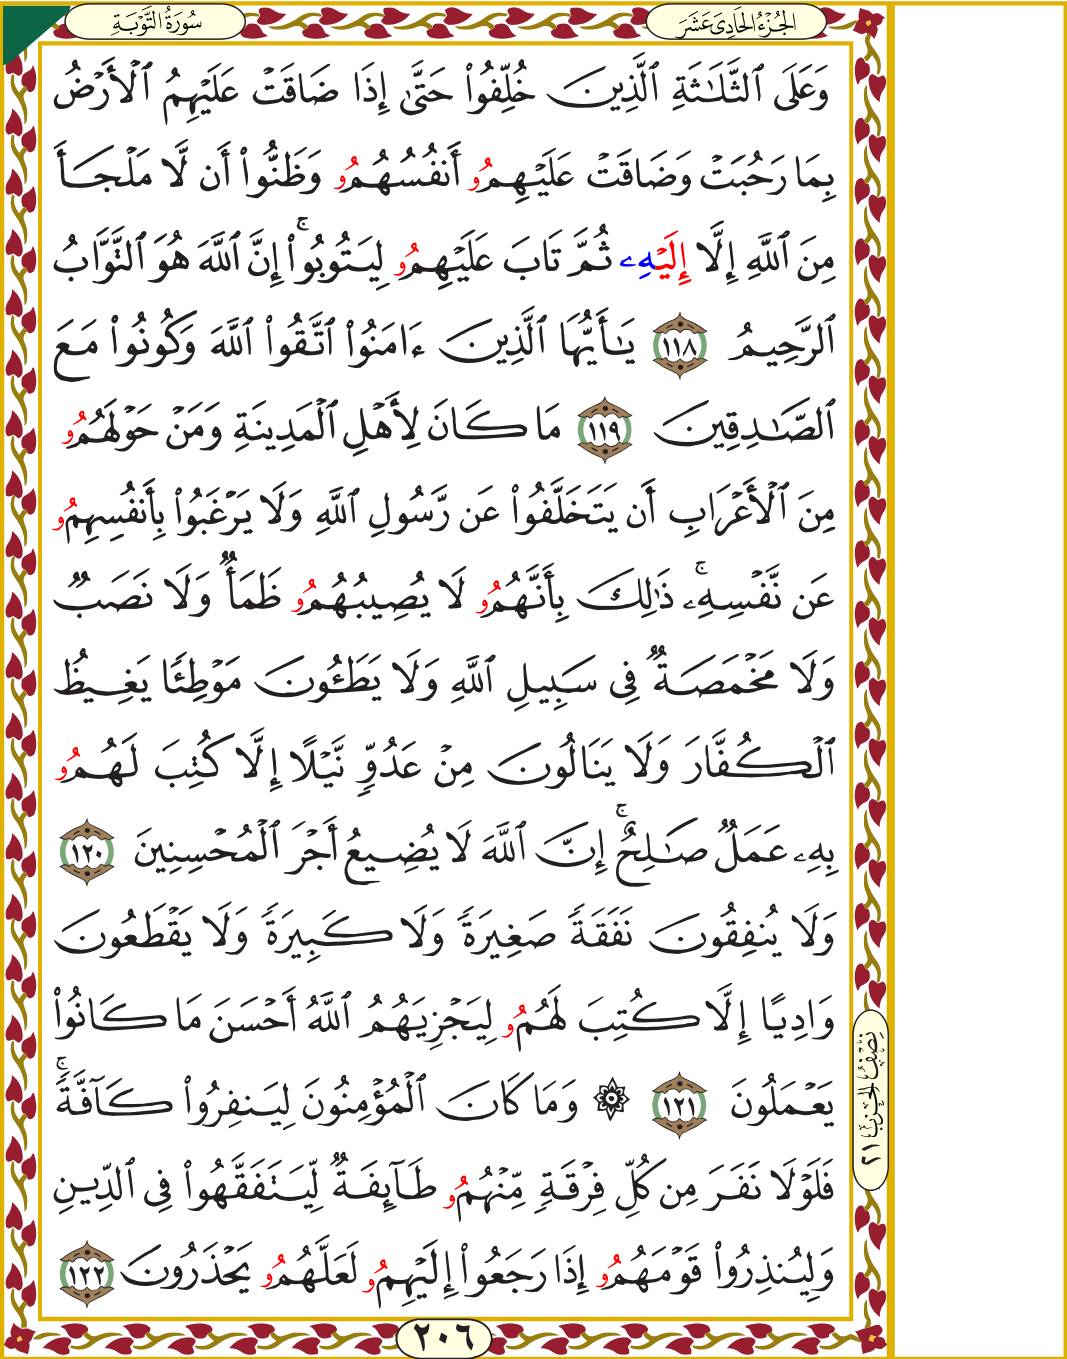 الجُزْءُ الحَادِىَ عَشَرَ
سُورَةُ التَّوْبَةِ
وَعَلَى ٱلثَّلَٰثَةِ ٱلَّذِينَ خُلِّفُوا۟ حَتَّىٰٓ إِذَا ضَاقَتْ عَلَيْهِمُ ٱلْأَرْضُ
بِمَا رَحُبَتْ وَضَاقَتْ عَلَيْهِمُۥ أَنفُسُهُمُۥ وَظَنُّوا۟ أَن لَّا مَلْجَأَ
مِنَ ٱللَّهِ إِلَّا إِلَيْهِۦ ثُمَّ تَابَ عَلَيْهِمُۥ لِيَتُوبُوا۟ۚ إِنَّ ٱللَّهَ هُوَ ٱلتَّوَّابُ
ٱلرَّحِيمُ ١١٨ يَٰأَيُّهَا ٱلَّذِينَ ءَامَنُوا۟ ٱتَّقُوا۟ ٱللَّهَ وَكُونُوا۟ مَعَ
ٱلصَّٰدِقِينَ ١١٩ مَا كَانَ لِأَهْلِ ٱلْمَدِينَةِ وَمَنْ حَوْلَهُمُۥ
مِنَ ٱلْأَعْرَابِ أَن يَتَخَلَّفُوا۟ عَن رَّسُولِ ٱللَّهِ وَلَا يَرْغَبُوا۟ بِأَنفُسِهِمُۥ
عَن نَّفْسِهِۦۚ ذَٰلِكَ بِأَنَّهُمُۥ لَا يُصِيبُهُمُۥ ظَمَأٌ وَلَا نَصَبٌ
وَلَا مَخْمَصَةٌ فِى سَبِيلِ ٱللَّهِ وَلَا يَطَـُٔونَ مَوْطِئًا يَغِيظُ
ٱلْكُفَّارَ وَلَا يَنَالُونَ مِنْ عَدُوٍّ نَّيْلًا إِلَّا كُتِبَ لَهُمُۥ
بِهِۦ عَمَلٌ صَٰلِحٌۚ إِنَّ ٱللَّهَ لَا يُضِيعُ أَجْرَ ٱلْمُحْسِنِينَ ١٢٠
وَلَا يُنفِقُونَ نَفَقَةً صَغِيرَةً وَلَا كَبِيرَةً وَلَا يَقْطَعُونَ
وَادِيًا إِلَّا كُتِبَ لَهُمُۥ لِيَجْزِيَهُمُ ٱللَّهُ أَحْسَنَ مَا كَانُوا۟
يَعْمَلُونَ ١٢١ ۞ وَمَا كَانَ ٱلْمُؤْمِنُونَ لِيَنفِرُوا۟ كَآفَّةًۚ
فَلَوْلَا نَفَرَ مِن كُلِّ فِرْقَةٍ مِّنْهُمُۥ طَآئِفَةٌ لِّيَتَفَقَّهُوا۟ فِى ٱلدِّينِ
وَلِيُنذِرُوا۟ قَوْمَهُمُۥ إِذَا رَجَعُوا۟ إِلَيْهِمُۥ لَعَلَّهُمُۥ يَحْذَرُونَ ١٢٢
نِصْفُ الحِزْبِ ٢١
٢٠٦